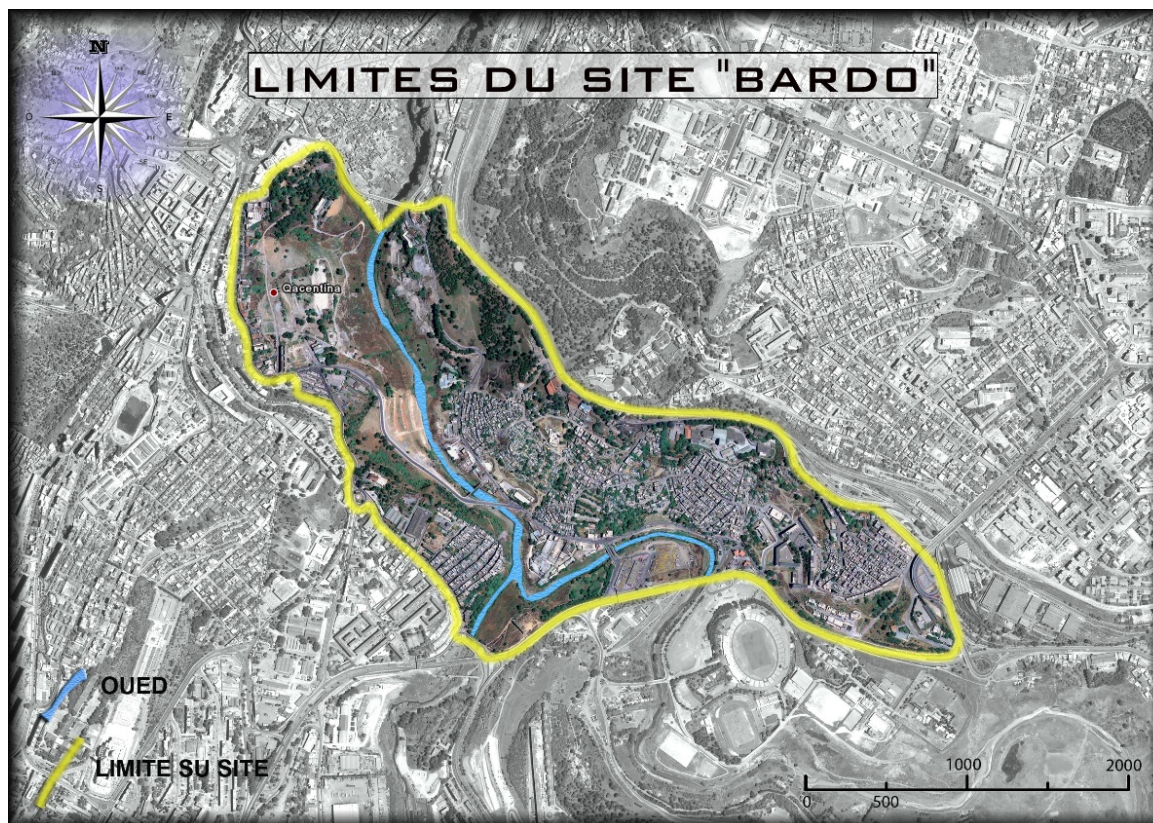 N
LIMITES DU SITE "BARDO"
O
E
S
Qacentina
OUED
LIMITE SU SITE
1000
2000
0
500